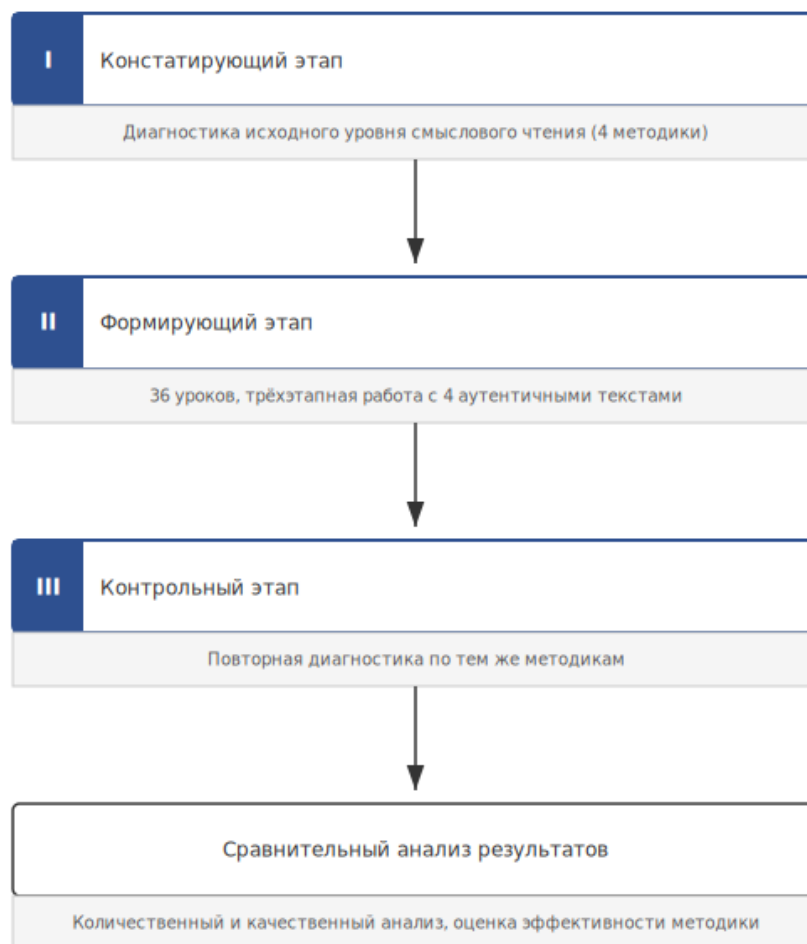 I
Констатирующий этап
Диагностика исходного уровня смыслового чтения (4 методики)
II
Формирующий этап
36 уроков, трёхэтапная работа с 4 аутентичными текстами
III
Контрольный этап
Повторная диагностика по тем же методикам
Сравнительный анализ результатов
Количественный и качественный анализ, оценка эффективности методики